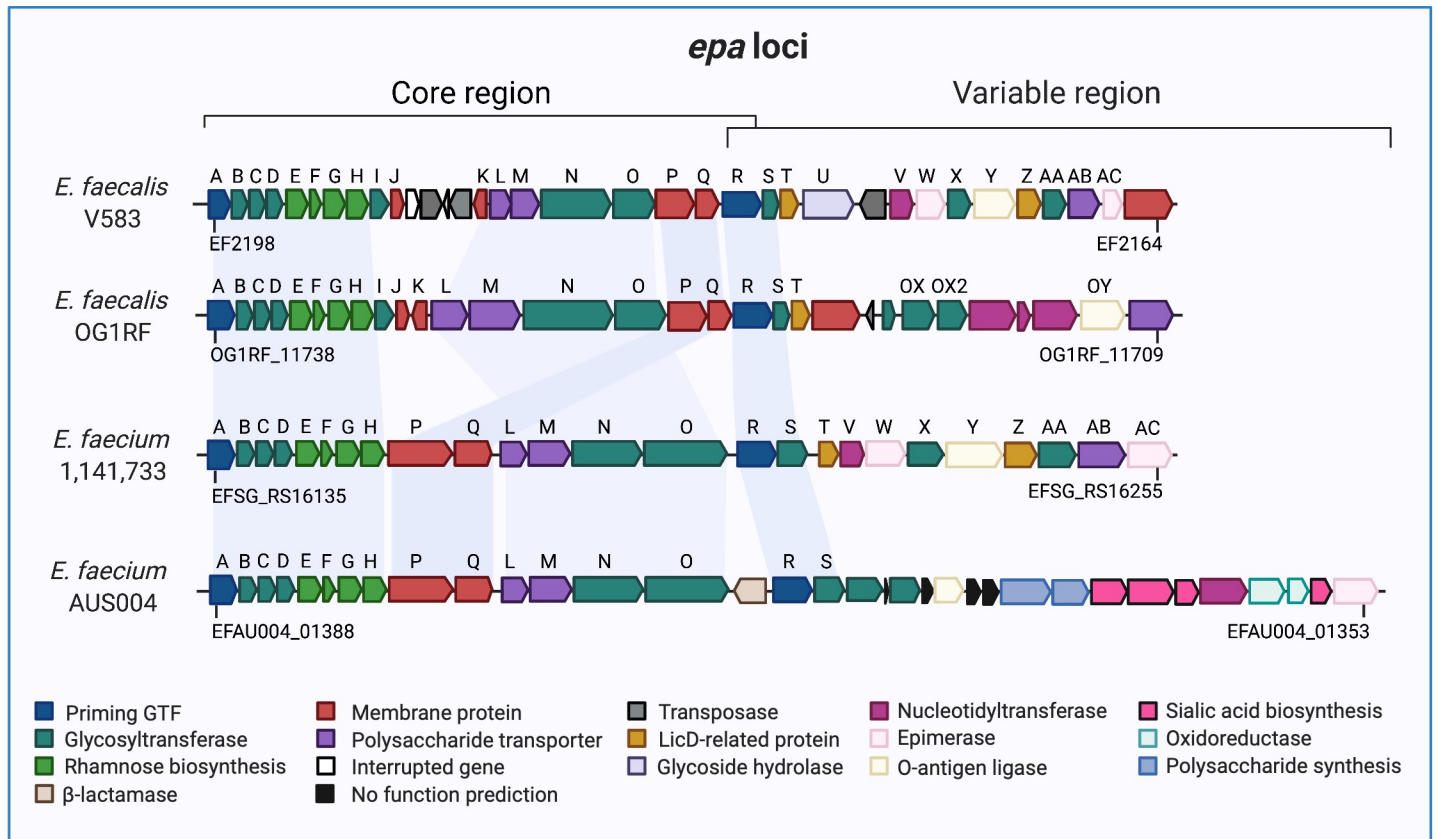 epa loci
Core region
Variable region
E. faecalis
V583
A B C D E F G H I J K L M N O P Q R S T U V W X Y Z AA AB AC
EF2198
EF2164
E. faecalis
OG1RF
A B C D E F G H I J K L M N O P Q R S T OX OX2 OY
OG1RF_11738
OG1RF_11709
E. faecium
1,141,733
A B C D E F G H P Q L M N O R S T V W X Y Z AA AB AC
EFSG_RS16135
EFSG_RS16255
E. faecium
AUS004
A B C D E F G H P Q L M N O R S
EFAU004_01388
EFAU004_01353
Priming GTF
Glycosyltransferase
Rhamnose biosynthesis
β-lactamase
Membrane protein
Polysaccharide transporter
Interrupted gene
No function prediction
Transposase
LicD-related protein
Glycoside hydrolase
Nucleotidyltransferase
Epimerase
O-antigen ligase
Sialic acid biosynthesis
Oxidoreductase
Polysaccharide synthesis